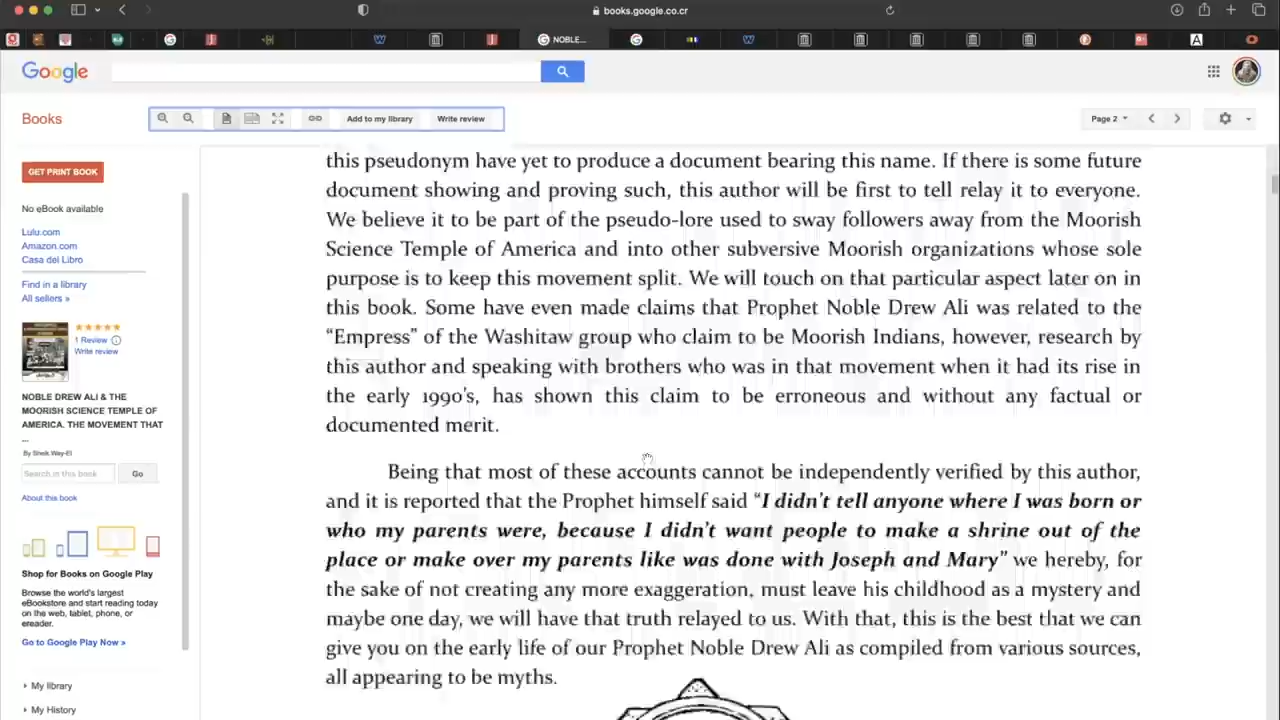 books.google.co.cr
NOBLE...
Google
Books
Add to my library
Write review
Page 2
GET PRINT BOOK
No eBook available
Lulu.com
Amazon.com
Casa del Libro
Find in a library
All sellers »
1 Review
Write review
NOBLE DREW ALI & THE
MOORISH SCIENCE TEMPLE OF
AMERICA. THE MOVEMENT THAT
...
By Sheik Way-El
Search in this book
Go
About this book
Shop for Books on Google Play
Browse the world's largest
eBookstore and start reading today
on the web, tablet, phone, or
ereader.
Go to Google Play Now »
My library
My History
this pseudonym have yet to produce a document bearing this name. If there is some future
document showing and proving such, this author will be first to tell relay it to everyone.
We believe it to be part of the pseudo-lore used to sway followers away from the Moorish
Science Temple of America and into other subversive Moorish organizations whose sole
purpose is to keep this movement split. We will touch on that particular aspect later on in
this book. Some have even made claims that Prophet Noble Drew Ali was related to the
“Empress” of the Washitaw group who claim to be Moorish Indians, however, research by
this author and speaking with brothers who was in that movement when it had its rise in
the early 1990’s, has shown this claim to be erroneous and without any factual or
documented merit.
Being that most of these accounts cannot be independently verified by this author,
and it is reported that the Prophet himself said “I didn’t tell anyone where I was born or
who my parents were, because I didn’t want people to make a shrine out of the
place or make over my parents like was done with Joseph and Mary” we hereby, for
the sake of not creating any more exaggeration, must leave his childhood as a mystery and
maybe one day, we will have that truth relayed to us. With that, this is the best that we can
give you on the early life of our Prophet Noble Drew Ali as compiled from various sources,
all appearing to be myths.